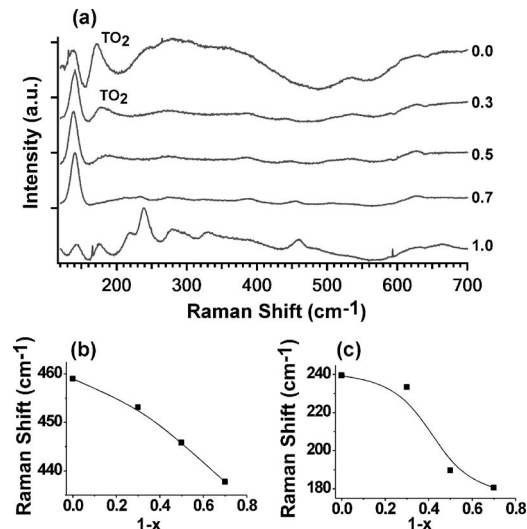 (a)
TO2
0.0
TO2
0.3
0.5
0.7
1.0
Intensity (a.u.)
200 300 400 500 600 700
Raman Shift (cm-1)
(b)
Raman Shift (cm-1)
460
450
440
0.0 0.2 0.4 0.6 0.8
1-x
(c)
Raman Shift (cm-1)
240
220
200
180
0.0 0.2 0.4 0.6 0.8
1-x